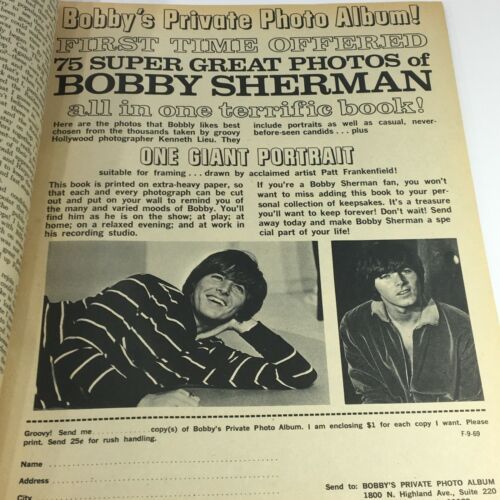 Bobby's Private Photo Album!
FIRST TIME OFFERED
75 SUPER GREAT PHOTOS of
BOBBY SHERMAN
all in one terrific book!
Here are the photos that Bobby likes best
chosen from the thousands taken by groovy
Hollywood photographer Kenneth Lieu. They
include portraits as well as casual, never-
before-seen candids . . . plus
ONE GIANT PORTRAIT
suitable for framing . . . drawn by acclaimed artist Patt Frankenfield!
This book is printed on extra-heavy paper, so
that each and every photograph can be cut
out and put on your wall to remind you of
the many and varied moods of Bobby. You'll
find him as he is on the show; at play; at
home; on a relaxed evening; and at work in
his recording studio.
If you're a Bobby Sherman fan, you won't
want to miss adding this book to your per-
sonal collection of keepsakes. It's a treasure
you'll want to keep forever! Don't wait! Send
away today and make Bobby Sherman a spe
cial part of your life!
Groovy! Send me copy(s) of Bobby's Private Photo Album. I am enclosing $1 for each copy I want. Please
print. Send 25¢ for rush handling.
F-9-69
Name
Address
City
Send to: BOBBY'S PRIVATE PHOTO ALBUM
1800 N. Highland Ave., Suite 220